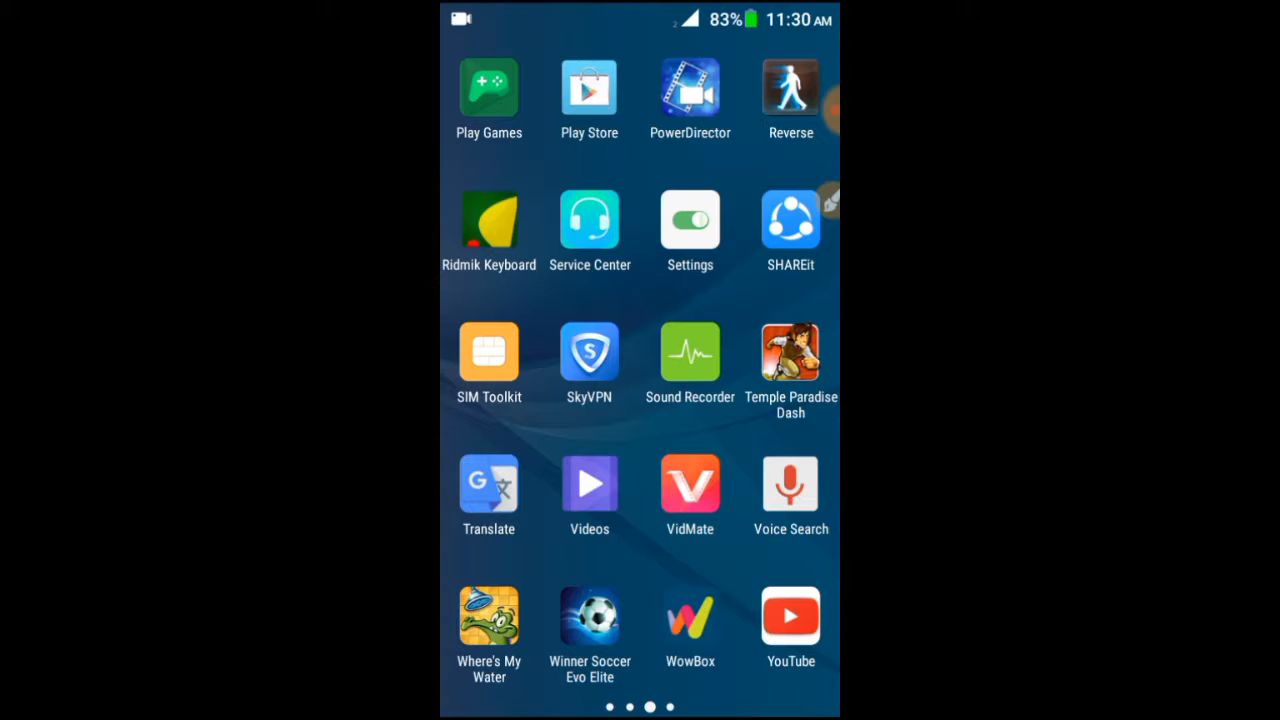 2 83% 11:30 AM
Play Games Play Store PowerDirector Reverse
Ridmik Keyboard Service Center Settings SHAREit
S
SIM Toolkit SkyVPN Sound Recorder Temple Paradise
Dash
G
Translate Videos VidMate Voice Search
Where's My Winner Soccer WowBox YouTube
Water Evo Elite